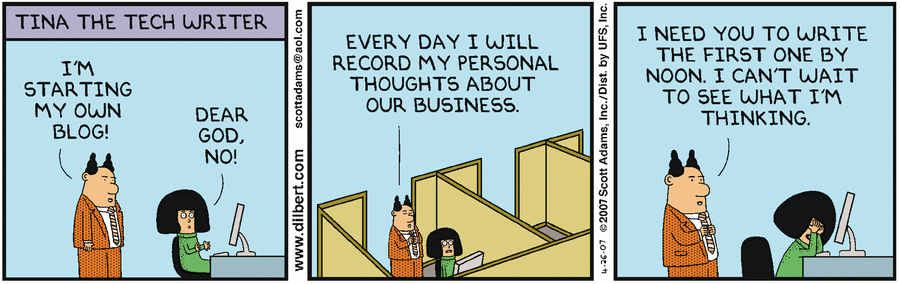 TINA THE TECH WRITER
I'M
STARTING
MY OWN
BLOG!
DEAR
GOD,
NO!
www.dilbert.com scottadams@aol.com
EVERY DAY I WILL
RECORD MY PERSONAL
THOUGHTS ABOUT
OUR BUSINESS.
4-26-07 ©2007 Scott Adams, Inc./Dist. by UFS, Inc.
I NEED YOU TO WRITE
THE FIRST ONE BY
NOON. I CAN'T WAIT
TO SEE WHAT I'M
THINKING.